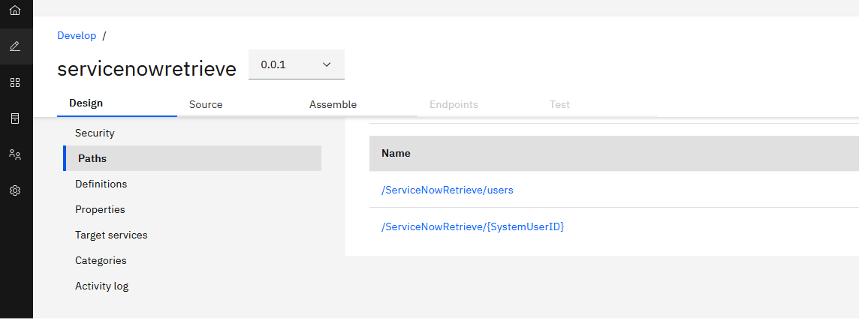 Develop /
servicenowretrieve 0.0.1
Design Source Assemble Endpoints Test
Security
Paths
Definitions
Properties
Target services
Categories
Activity log
Name
/ServiceNowRetrieve/users
/ServiceNowRetrieve/{SystemUserID}